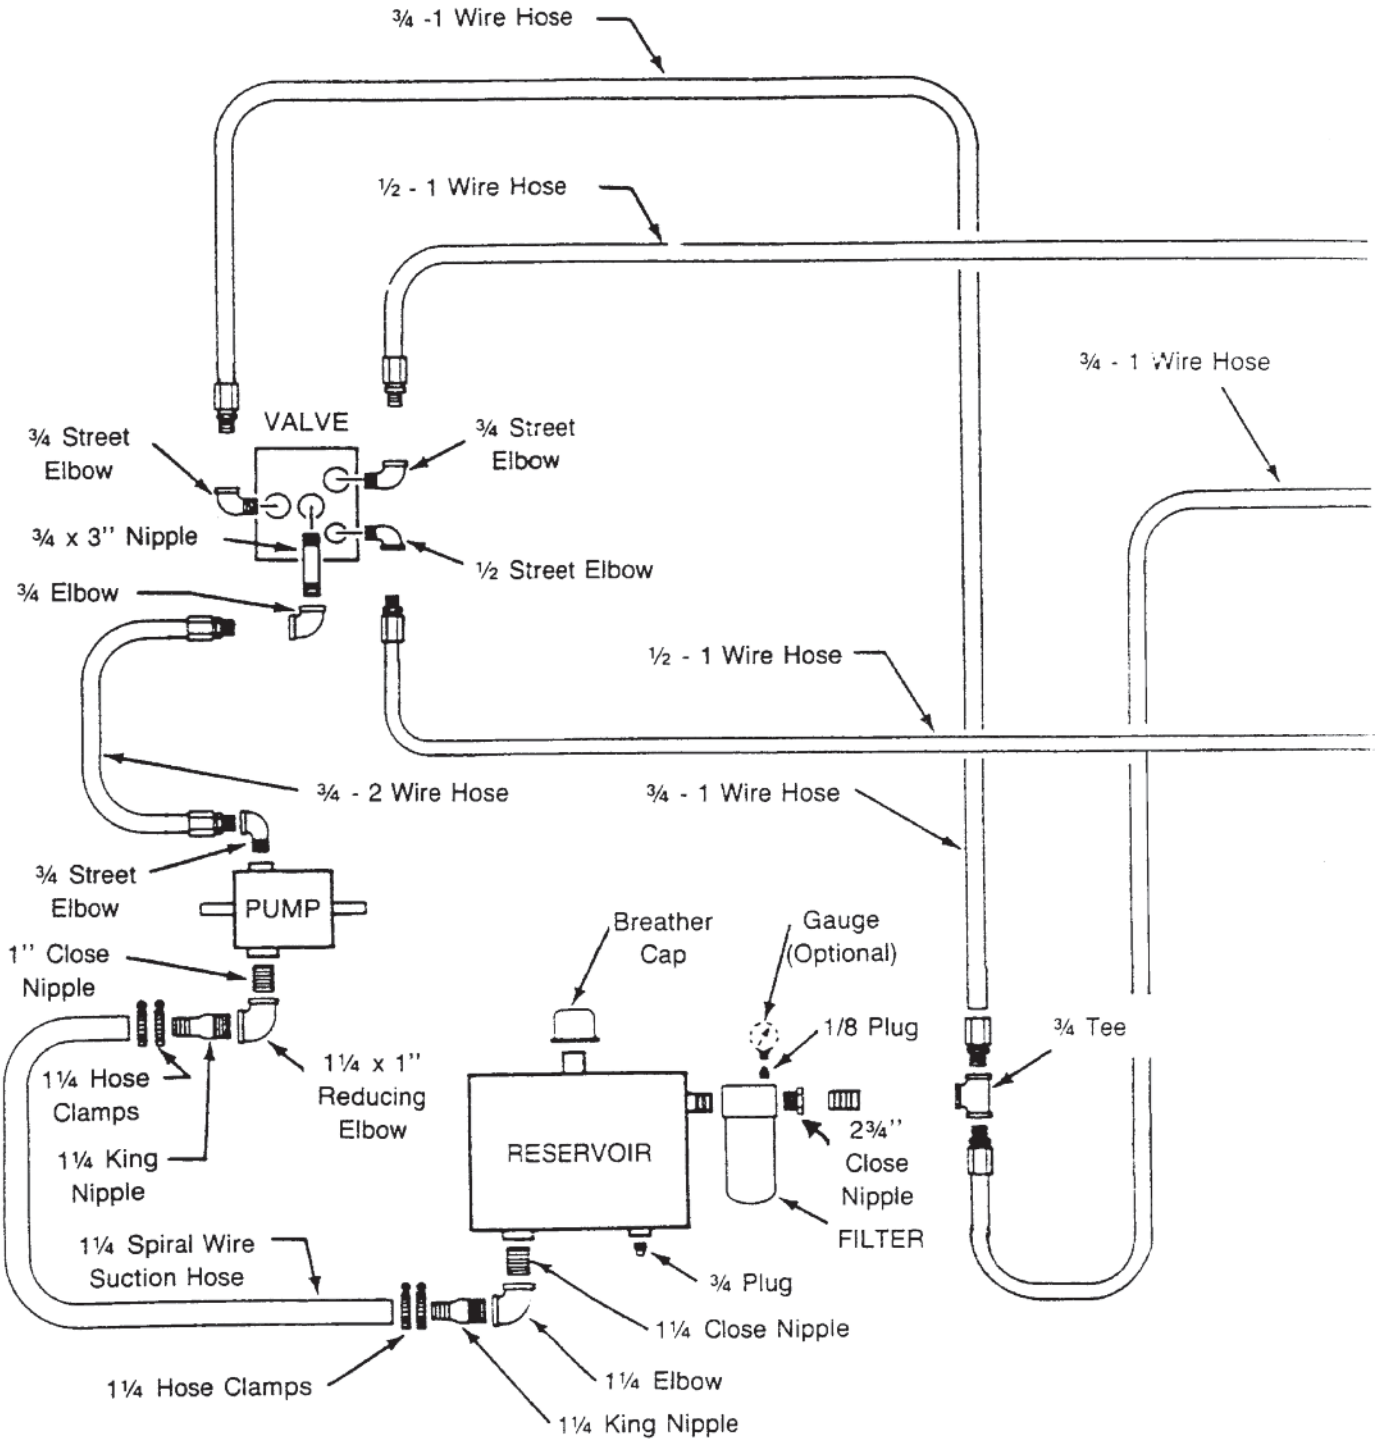 ¾ -1 Wire Hose
½ - 1 Wire Hose
¾ - 1 Wire Hose
VALVE
¾ Street
Elbow
¾ Street
Elbow
¾ x 3'' Nipple
½ Street Elbow
¾ Elbow
½ - 1 Wire Hose
¾ - 2 Wire Hose
¾ - 1 Wire Hose
¾ Street
Elbow
PUMP
Breather
Cap
Gauge
(Optional)
1'' Close
Nipple
1/8 Plug
¾ Tee
1¼ Hose
Clamps
1¼ x 1''
Reducing
Elbow
RESERVOIR
2¾''
Close
Nipple
1¼ King
Nipple
FILTER
1¼ Spiral Wire
Suction Hose
¾ Plug
1¼ Close Nipple
1¼ Hose Clamps
1¼ Elbow
1¼ King Nipple